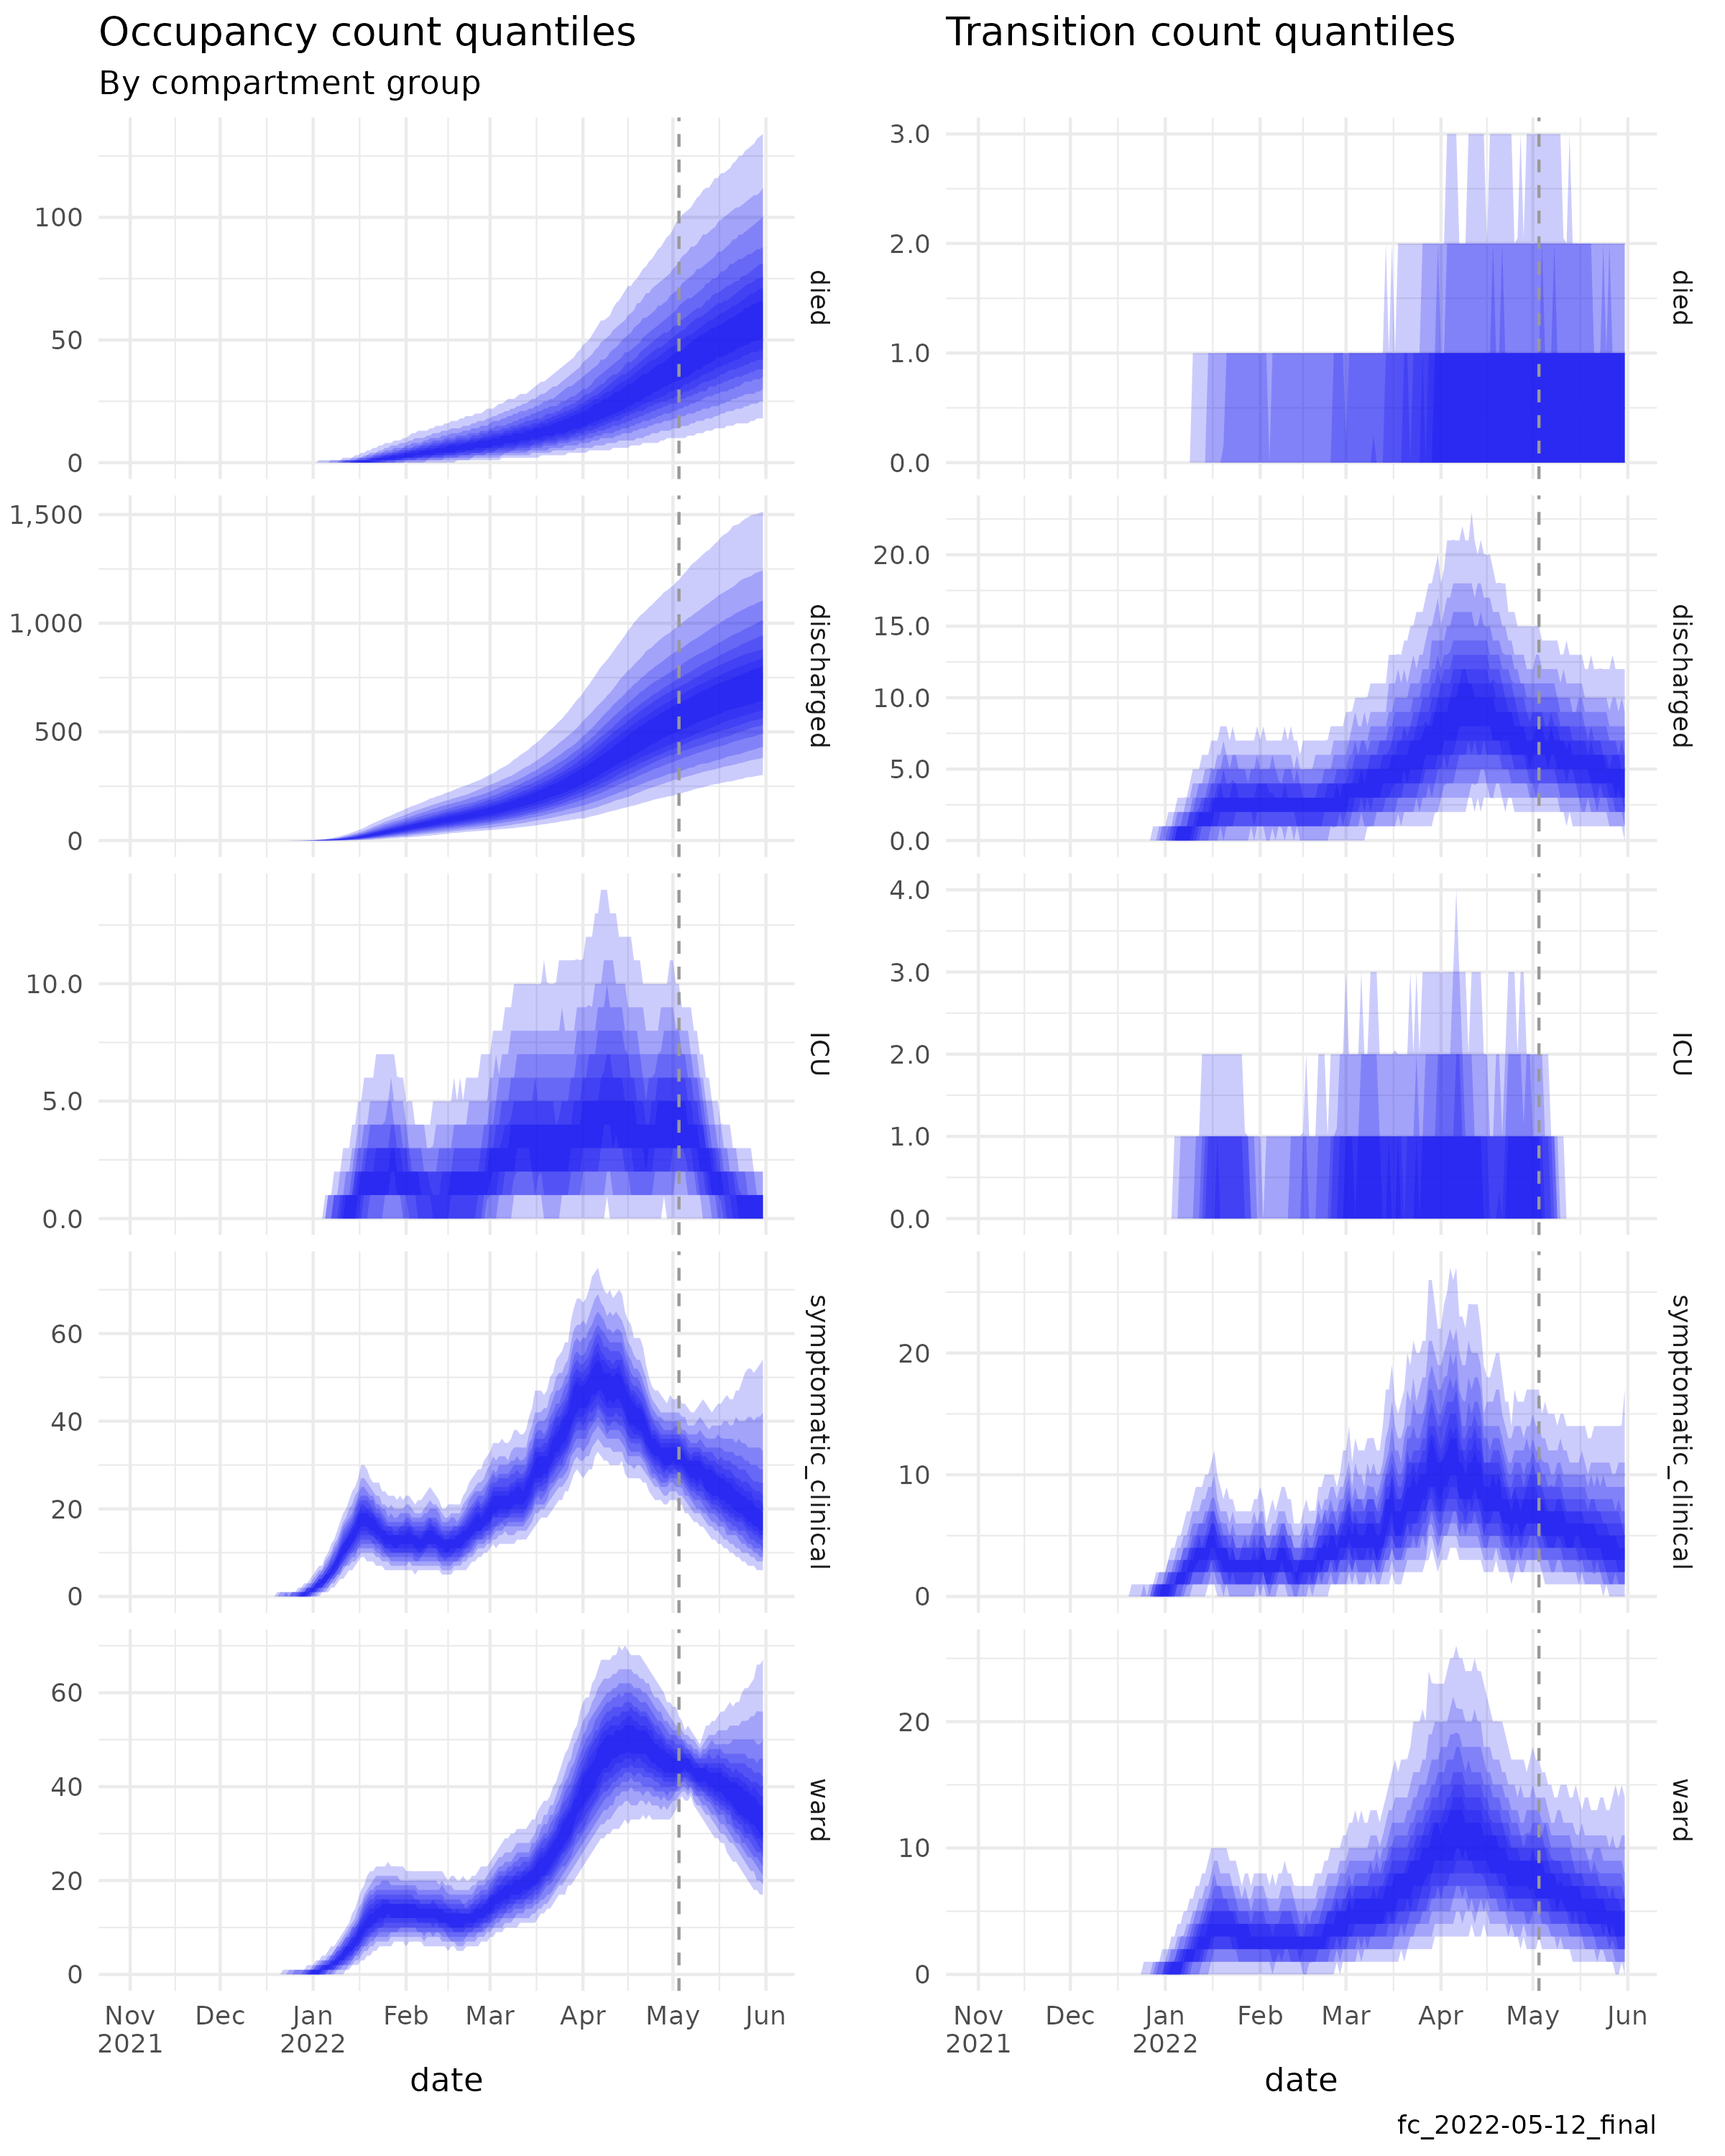 Occupancy count quantiles
By compartment group
100
50
0
died
1,500
1,000
500
0
discharged
10.0
5.0
0.0
ICU
60
40
20
0
symptomatic_clinical
60
40
20
0
ward
Nov Dec Jan Feb Mar Apr May Jun
2021 2022
date
Transition count quantiles
3.0
2.0
1.0
0.0
died
20.0
15.0
10.0
5.0
0.0
discharged
4.0
3.0
2.0
1.0
0.0
ICU
20
10
0
symptomatic_clinical
20
10
0
ward
Nov Dec Jan Feb Mar Apr May Jun
2021 2022
date
fc_2022-05-12_final